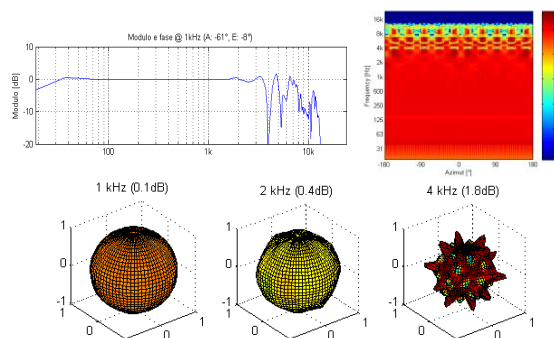 Modulo e fase @ 1kHz (A: -61°, E: -8°)
Modulo [dB]
10
0
-10
-20
100
1k
10k
Frequency [Hz]
16k
8k
4k
2k
1k
500
250
125
63
31
-180
-90
0
90
180
Azimut [°]
1 kHz (0.1dB)
1
0
-1
1
0
0
1
2 kHz (0.4dB)
1
0
-1
1
0
0
1
4 kHz (1.8dB)
1
0
-1
1
0
0
1